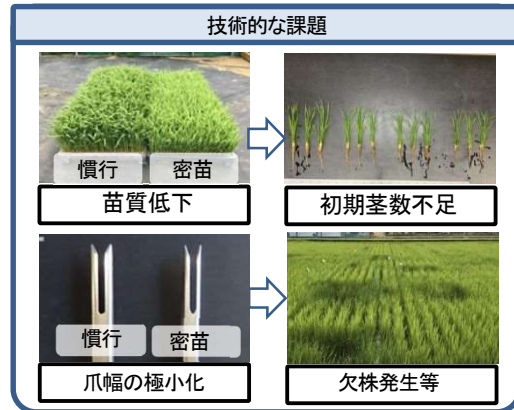 技術的な課題
慣行
密苗
苗質低下
初期茎数不足
慣行
密苗
爪幅の極小化
欠株発生等